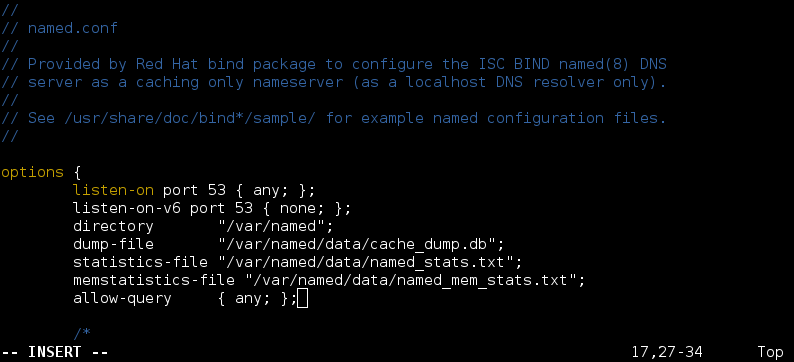 //
// named.conf
//
// Provided by Red Hat bind package to configure the ISC BIND named(8) DNS
// server as a caching only nameserver (as a localhost DNS resolver only).
//
// See /usr/share/doc/bind*/sample/ for example named configuration files.
//

options {
        listen-on port 53 { any; };
        listen-on-v6 port 53 { none; };
        directory       "/var/named";
        dump-file       "/var/named/data/cache_dump.db";
        statistics-file "/var/named/data/named_stats.txt";
        memstatistics-file "/var/named/data/named_mem_stats.txt";
        allow-query     { any; };

        /*
-- INSERT --                                                          17,27-34      Top